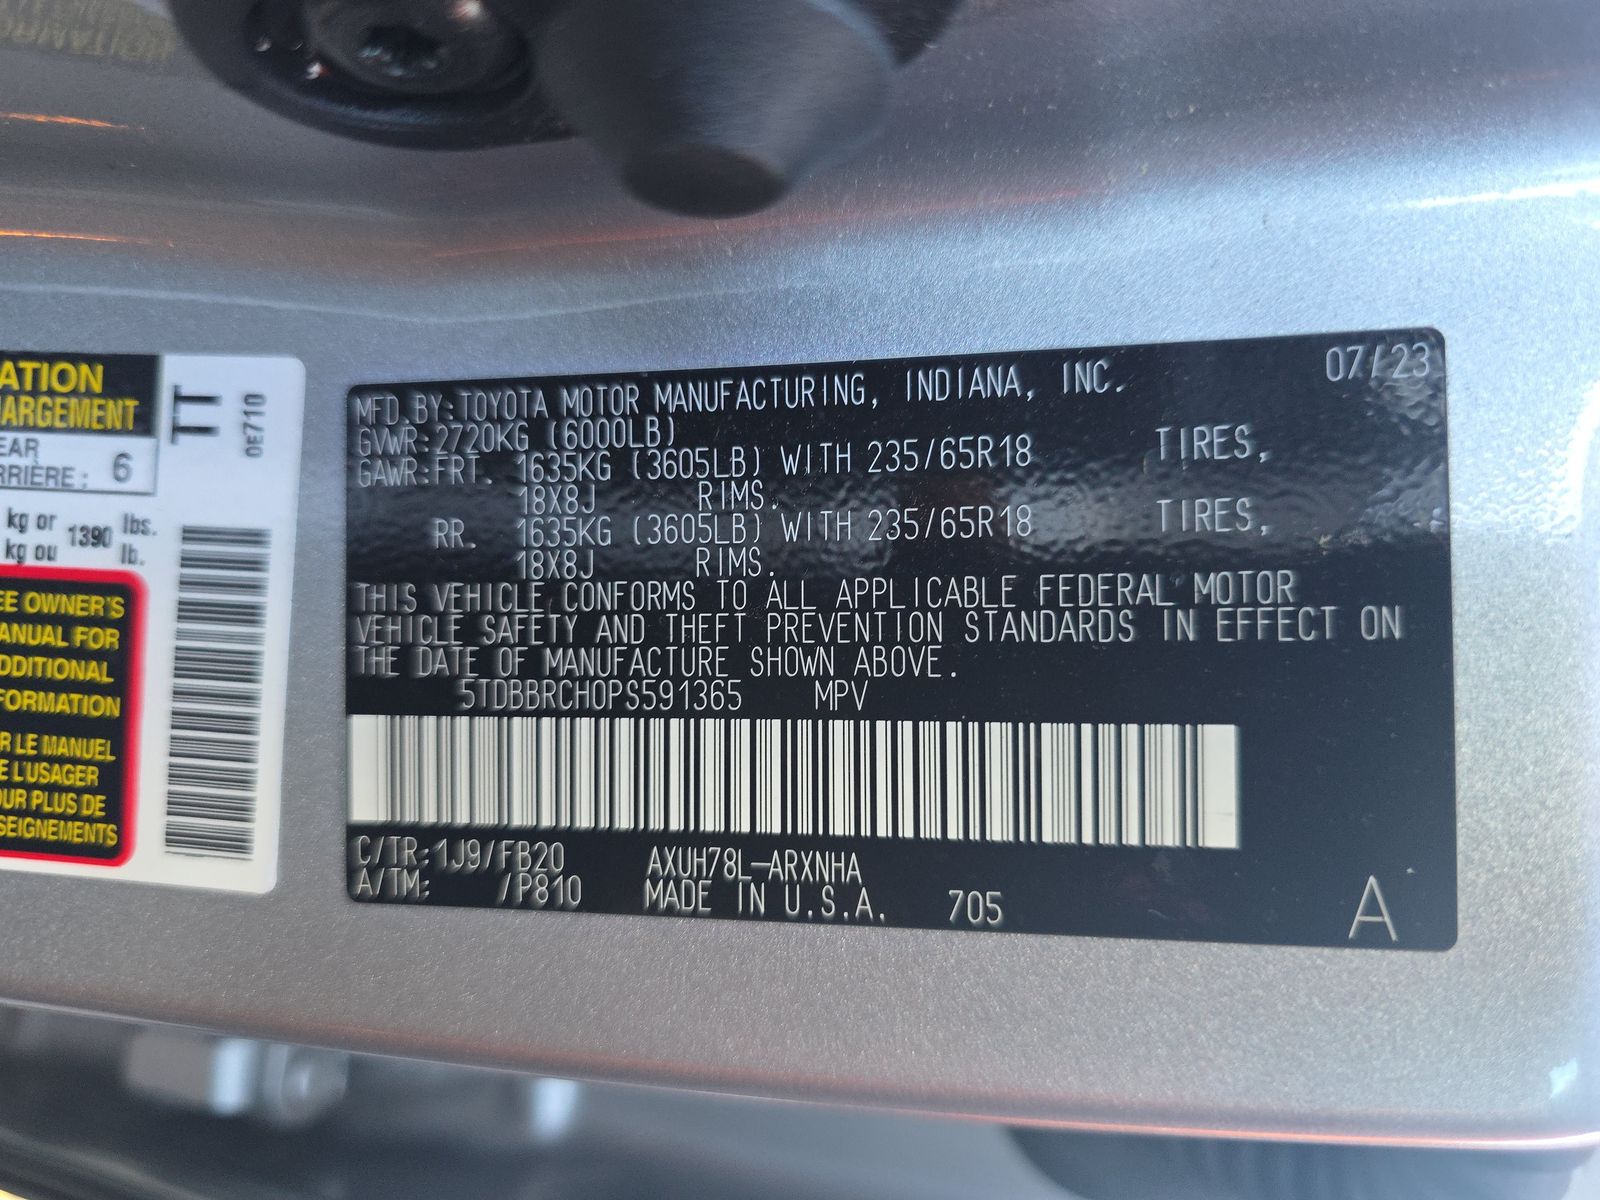 ATION
HARGEMENT
EAR
RRIÈRE: 6
kg or 1390 lbs.
kg ou lb.
EE OWNER'S
ANUAL FOR
DDITIONAL
FORMATION
R LE MANUEL
E L'USAGER
OUR PLUS DE
SEIGNEMENTS
TT
0E710
07/23
MFD.BY:TOYOTA MOTOR MANUFACTURING, INDIANA, INC.
GVWR:2720KG (6000LB)
GAWR:FRT. 1635KG (3605LB) WITH 235/65R18 TIRES,
18X8J RIMS.
RR. 1635KG (3605LB) WITH 235/65R18 TIRES,
18X8J RIMS.
THIS VEHICLE CONFORMS TO ALL APPLICABLE FEDERAL MOTOR
VEHICLE SAFETY AND THEFT PREVENTION STANDARDS IN EFFECT ON
THE DATE OF MANUFACTURE SHOWN ABOVE.
5TDBBRCH0PS591365 MPV
C/TR:1J9/FB20 AXUH78L-ARXNHA
A/TM: /P810 MADE IN U.S.A. 705
A